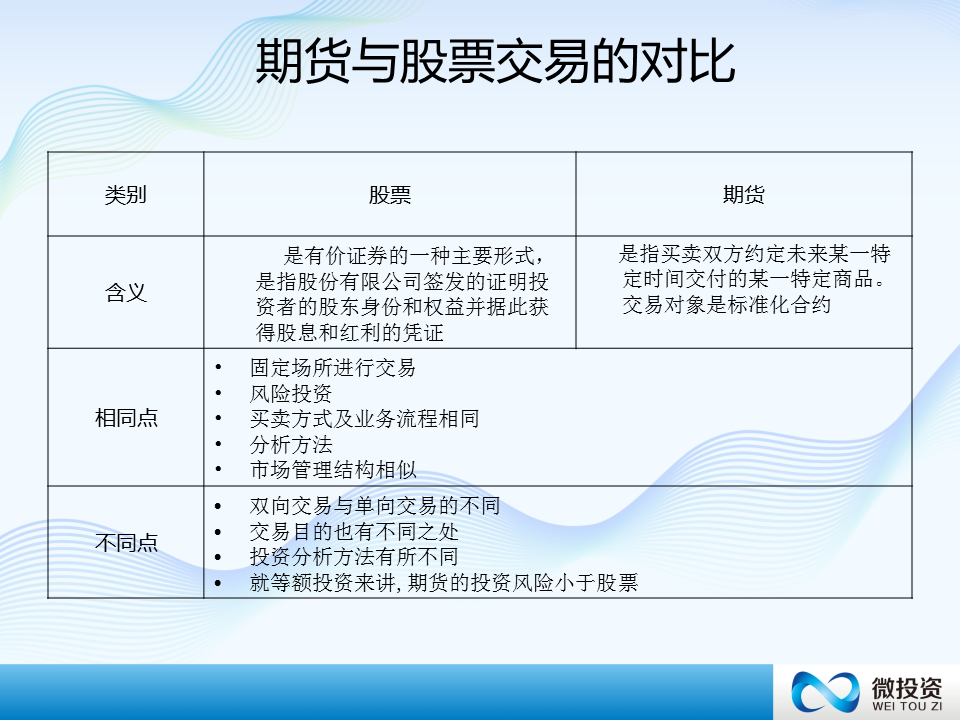 期货与股票交易的对比
类别
股票
期货
含义
是有价证券的一种主要形式，
是指股份有限公司签发的证明投
资者的股东身份和权益并据此获
得股息和红利的凭证
是指买卖双方约定未来某一特
定时间交付的某一特定商品。
交易对象是标准化合约
相同点
• 固定场所进行交易
• 风险投资
• 买卖方式及业务流程相同
• 分析方法
• 市场管理结构相似
不同点
• 双向交易与单向交易的不同
• 交易目的也有不同之处
• 投资分析方法有所不同
• 就等额投资来讲,期货的投资风险小于股票
微投资
WEI TOU ZI